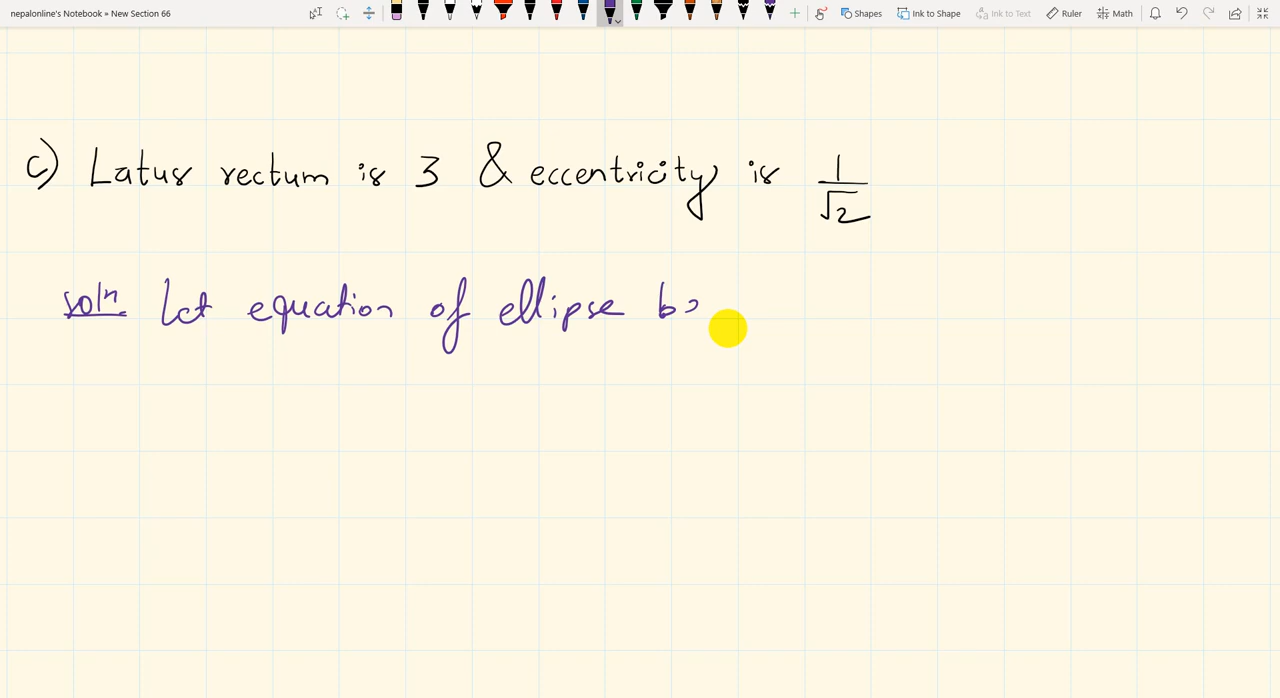 nepalonline's Notebook » New Section 66
Shapes Ink to Shape Ink to Text Ruler Math
c) Latus rectum is 3 & eccentricity is 1/√2
soln. Let equation of ellipse